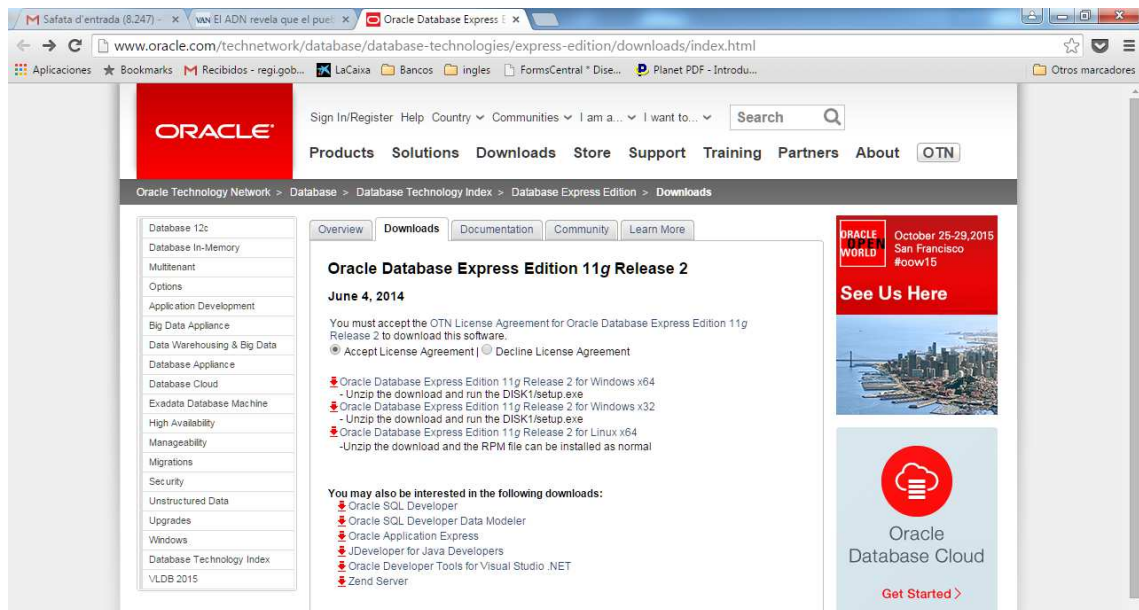 Safata d'entrada (8.247) -
VAN El ADN revela que el puel
Oracle Database Express E
www.oracle.com/technetwork/database/database-technologies/express-edition/downloads/index.html
Aplicaciones
Bookmarks
Recibidos - regi.gob...
LaCaixa
Bancos
ingles
FormsCentral * Dise...
Planet PDF - Introdu...
Otros marcadores
ORACLE
Sign In/Register Help Country Communities I am a... I want to... Search
Products Solutions Downloads Store Support Training Partners About OTN
Oracle Technology Network > Database > Database Technology Index > Database Express Edition > Downloads
Database 12c
Database In-Memory
Multitenant
Options
Application Development
Big Data Appliance
Data Warehousing & Big Data
Database Appliance
Database Cloud
Exadata Database Machine
High Availability
Manageability
Migrations
Security
Unstructured Data
Upgrades
Windows
Database Technology Index
VLDB 2015
Overview Downloads Documentation Community Learn More
Oracle Database Express Edition 11g Release 2
June 4, 2014
You must accept the OTN License Agreement for Oracle Database Express Edition 11g
Release 2 to download this software.
Accept License Agreement | Decline License Agreement
Oracle Database Express Edition 11g Release 2 for Windows x64
- Unzip the download and run the DISK1/setup.exe
Oracle Database Express Edition 11g Release 2 for Windows x32
- Unzip the download and run the DISK1/setup.exe
Oracle Database Express Edition 11g Release 2 for Linux x64
-Unzip the download and the RPM file can be installed as normal
You may also be interested in the following downloads:
Oracle SQL Developer
Oracle SQL Developer Data Modeler
Oracle Application Express
JDeveloper for Java Developers
Oracle Developer Tools for Visual Studio .NET
Zend Server
ORACLE
OPEN
WORLD
October 25-29,2015
San Francisco
#oow15
See Us Here
Oracle
Database Cloud
Get Started >